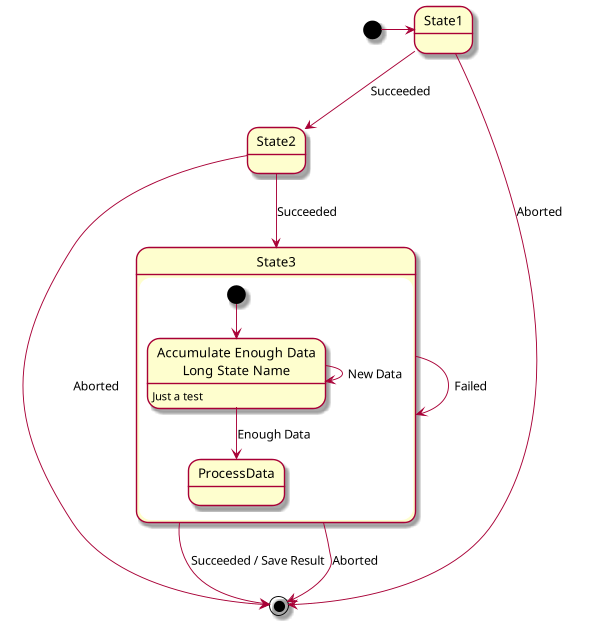 State1
Succeeded
State2
Aborted
Succeeded
State3
Accumulate Enough Data
Long State Name
Just a test
New Data
Failed
Aborted
Enough Data
ProcessData
Succeeded / Save Result
Aborted